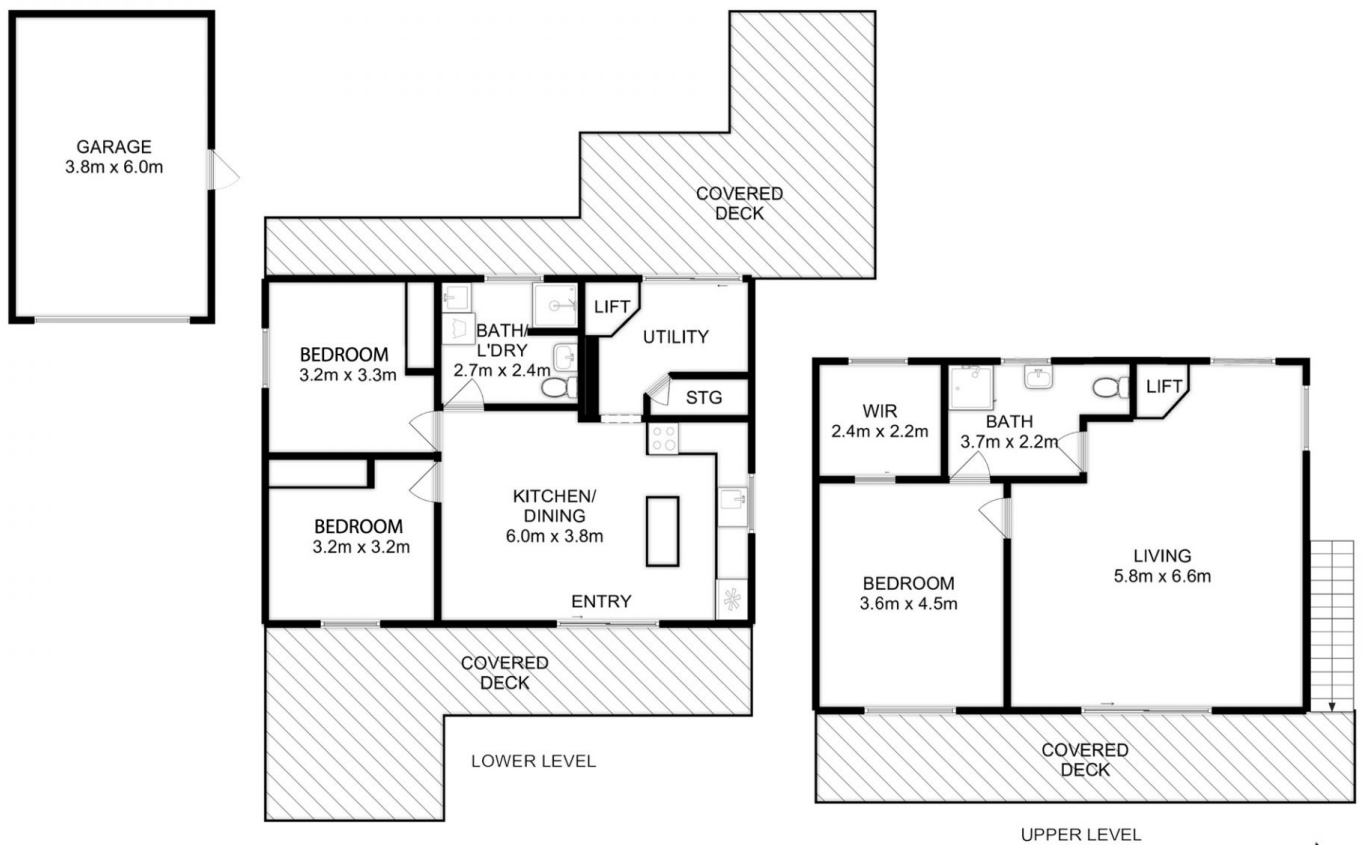 GARAGE
3.8m x 6.0m
COVERED
DECK
LIFT
UTILITY
BATH/
L'DRY
2.7m x 2.4m
BEDROOM
3.2m x 3.3m
STG
BEDROOM
3.2m x 3.2m
KITCHEN/
DINING
6.0m x 3.8m
ENTRY
COVERED
DECK
LOWER LEVEL
WIR
2.4m x 2.2m
BATH
3.7m x 2.2m
LIFT
BEDROOM
3.6m x 4.5m
LIVING
5.8m x 6.6m
COVERED
DECK
UPPER LEVEL